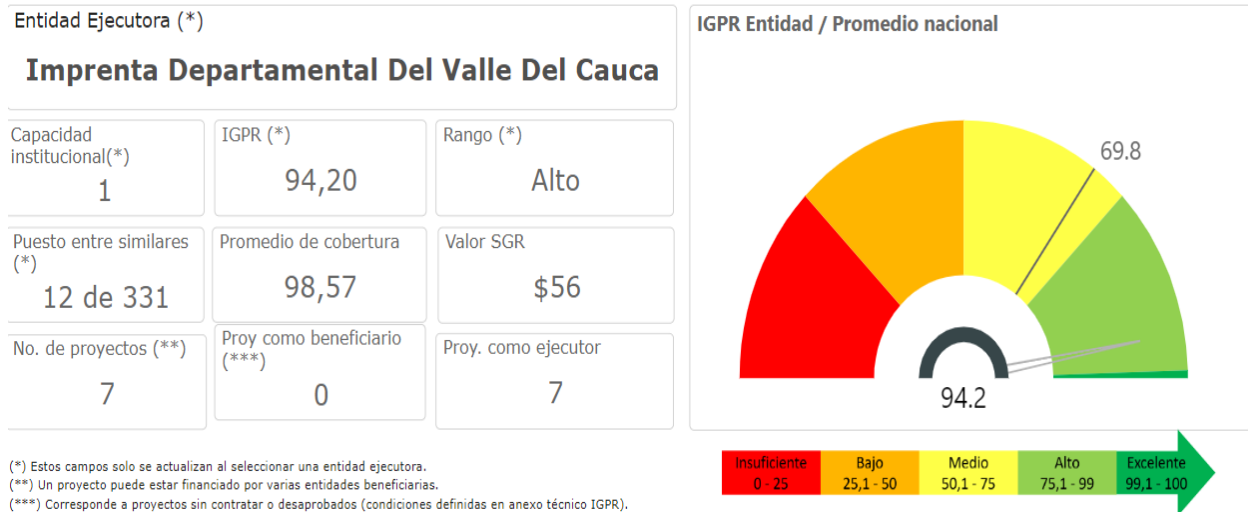 Entidad Ejecutora (*)
Imprenta Departamental Del Valle Del Cauca
Capacidad
institucional(*)
1
IGPR (*)
94,20
Rango (*)
Alto
Puesto entre similares
(*)
12 de 331
Promedio de cobertura
98,57
Valor SGR
$56
No. de proyectos (**)
7
Proy como beneficiario
(***)
0
Proy. como ejecutor
7
(*) Estos campos solo se actualizan al seleccionar una entidad ejecutora.
(**) Un proyecto puede estar financiado por varias entidades beneficiarias.
(***) Corresponde a proyectos sin contratar o desaprobados (condiciones definidas en anexo técnico IGPR).
IGPR Entidad / Promedio nacional
69.8
94.2
Insuficiente
0 - 25
Bajo
25,1 - 50
Medio
50,1 - 75
Alto
75,1 - 99
Excelente
99,1 - 100